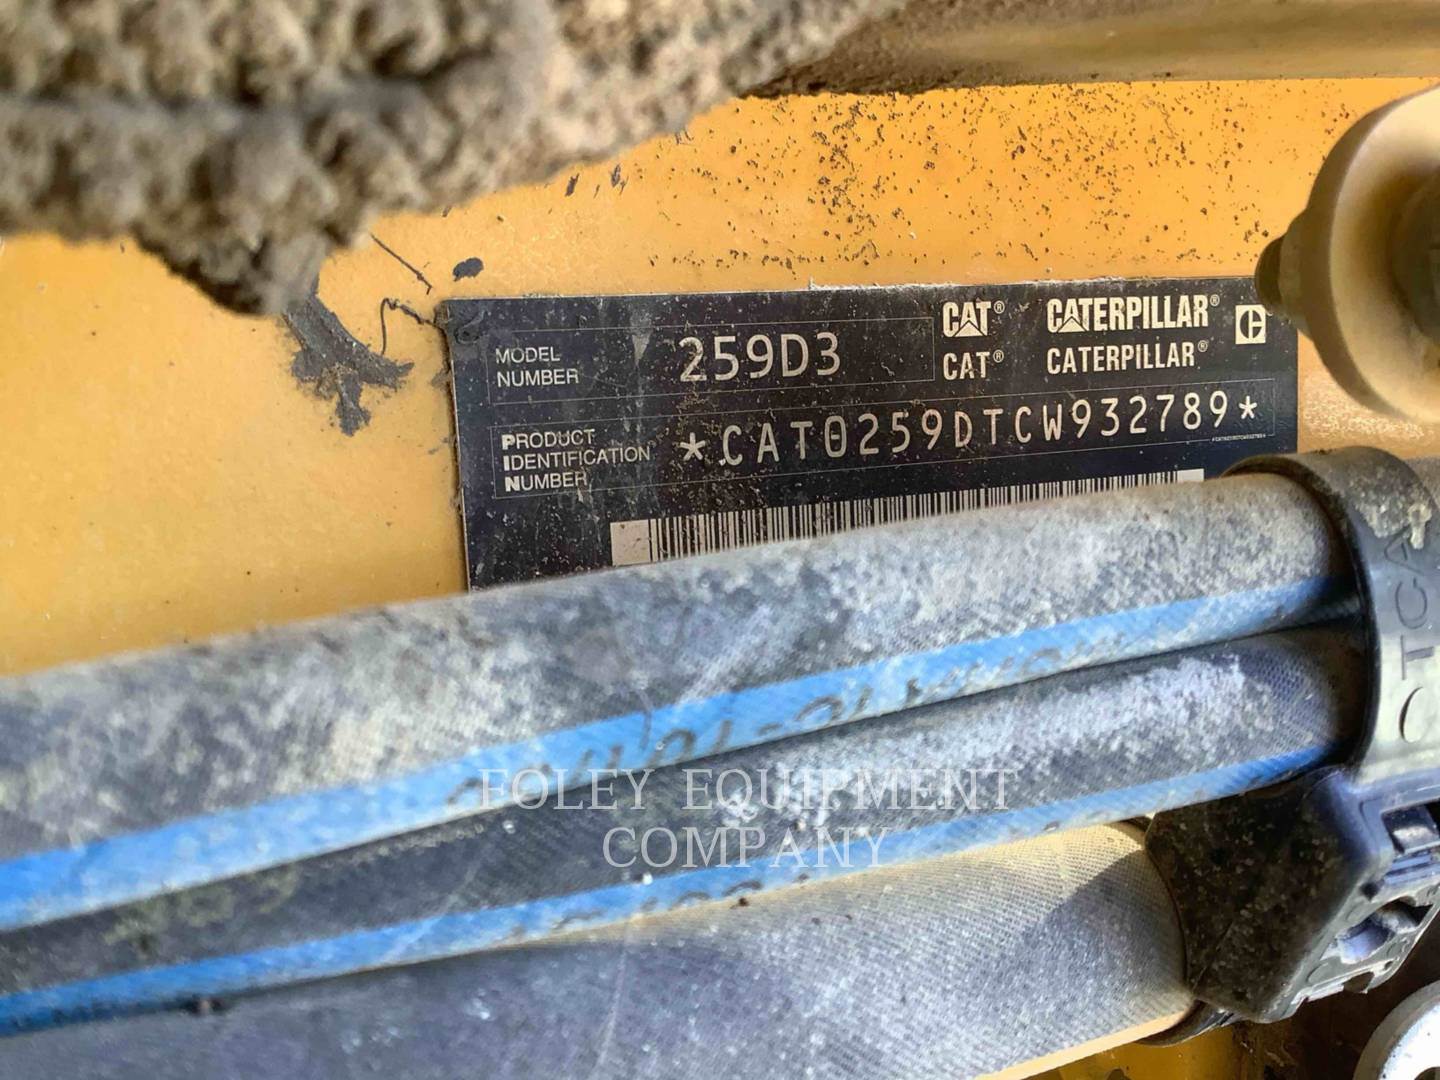 MODEL NUMBER 259D3
CAT® CATERPILLAR®
CAT® CATERPILLAR®
PRODUCT IDENTIFICATION NUMBER *CAT0259DTCW932789*
FOLEY EQUIPMENT
COMPANY